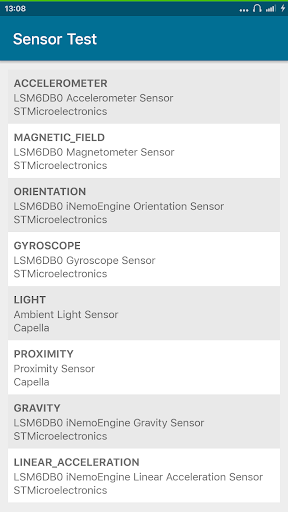 13:08
Sensor Test
ACCELEROMETER
LSM6DB0 Accelerometer Sensor
STMicroelectronics
MAGNETIC_FIELD
LSM6DB0 Magnetometer Sensor
STMicroelectronics
ORIENTATION
LSM6DB0 iNemoEngine Orientation Sensor
STMicroelectronics
GYROSCOPE
LSM6DB0 Gyroscope Sensor
STMicroelectronics
LIGHT
Ambient Light Sensor
Capella
PROXIMITY
Proximity Sensor
Capella
GRAVITY
LSM6DB0 iNemoEngine Gravity Sensor
STMicroelectronics
LINEAR_ACCELERATION
LSM6DB0 iNemoEngine Linear Acceleration Sensor
STMicroelectronics